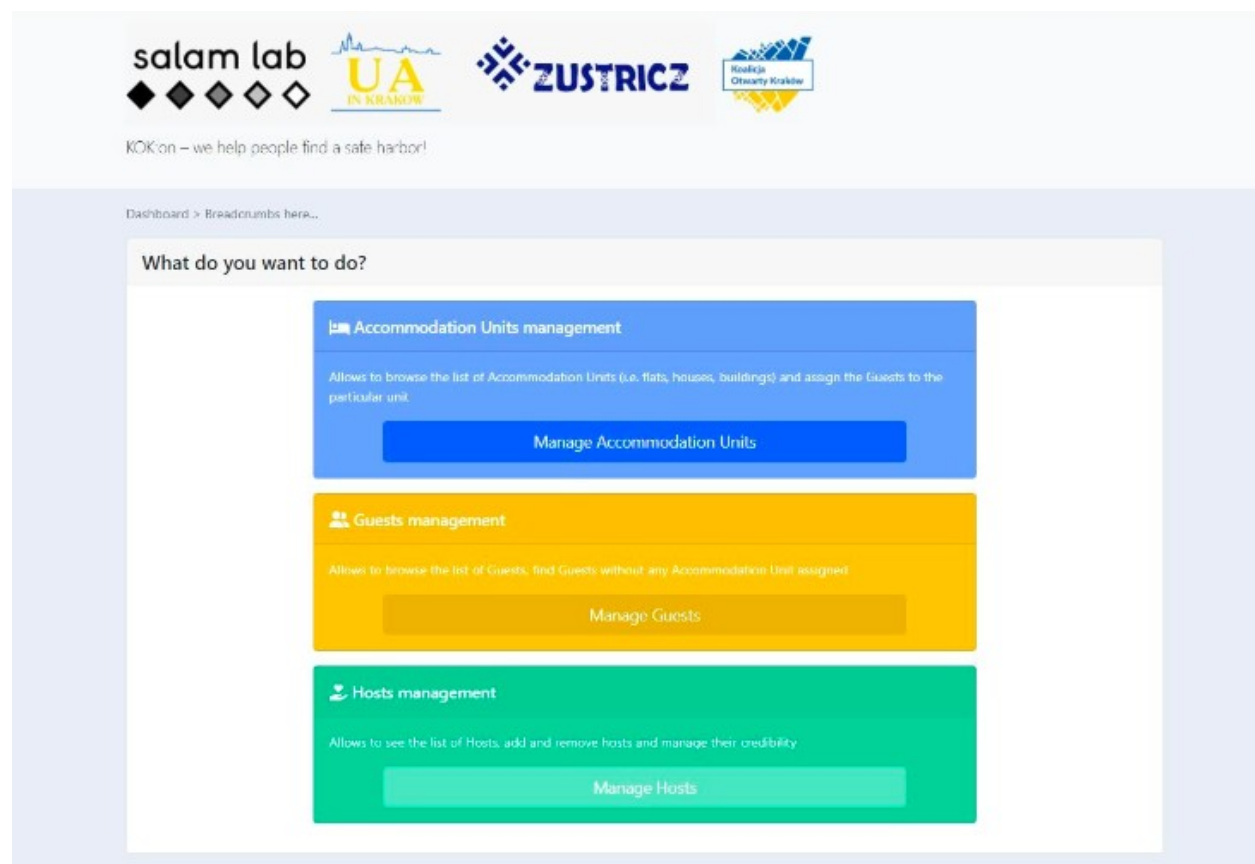 salam lab
UA
IN KRAKOW
ZUSTRICZ
Koalicja
Otwarty Kraków
KOK:on – we help people find a safe harbor!
Dashboard > Breadcrumbs here...
What do you want to do?
Accommodation Units management
Allows to browse the list of Accommodation Units (i.e. flats, houses, buildings) and assign the Guests to the
particular unit
Manage Accommodation Units
Guests management
Allows to browse the list of Guests, find Guests without any Accommodation Unit assigned
Manage Guests
Hosts management
Allows to see the list of Hosts, add and remove hosts and manage their credibility
Manage Hosts